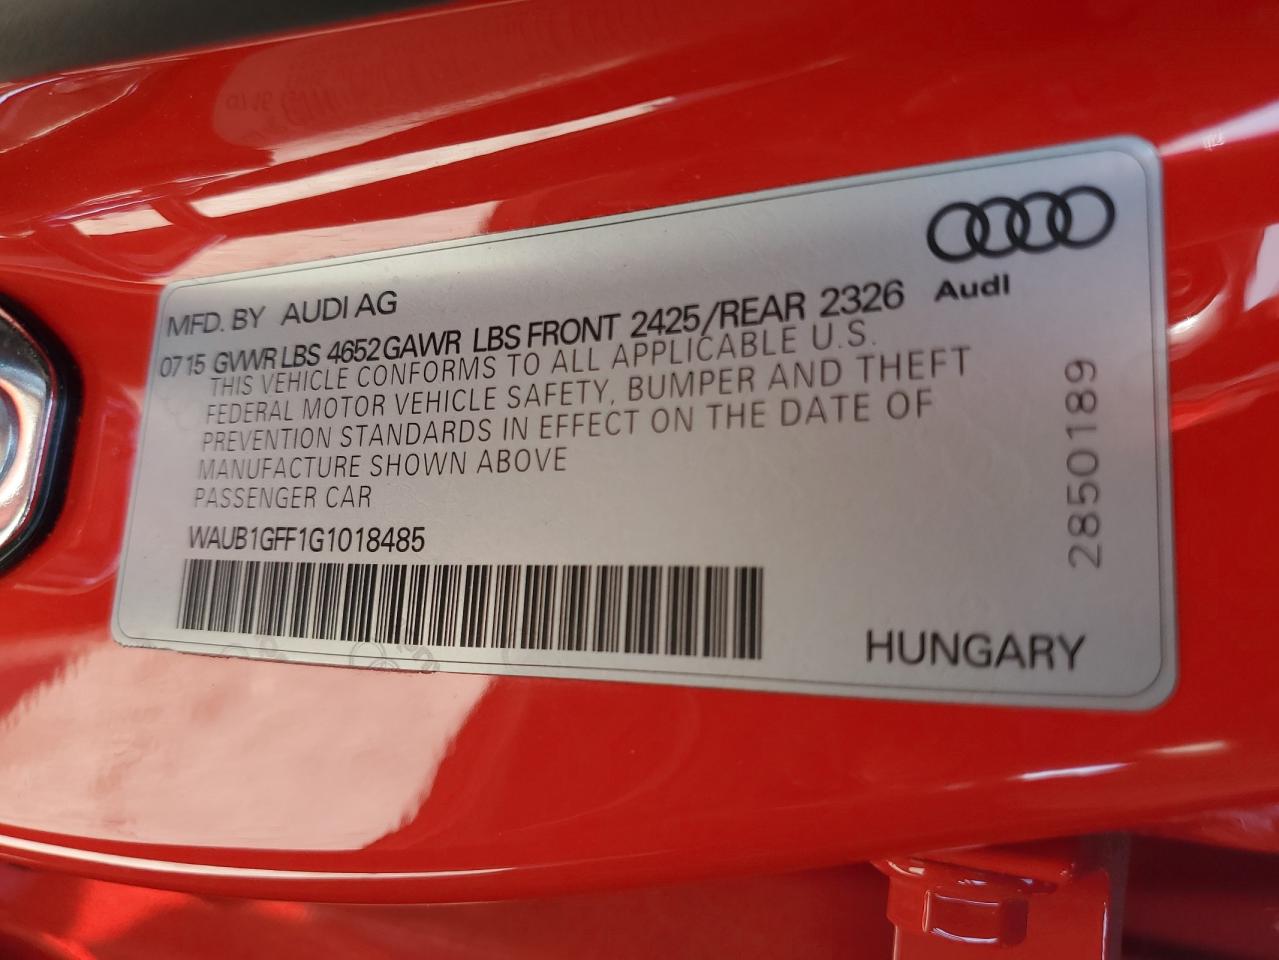 MFD. BY AUDI AG
07 15 GVWR LBS 4652 GAWR LBS FRONT 2425/REAR 2326
THIS VEHICLE CONFORMS TO ALL APPLICABLE U.S.
FEDERAL MOTOR VEHICLE SAFETY, BUMPER AND THEFT
PREVENTION STANDARDS IN EFFECT ON THE DATE OF
MANUFACTURE SHOWN ABOVE
PASSENGER CAR
WAUB1GFF1G1018485
Audi
2850189
HUNGARY